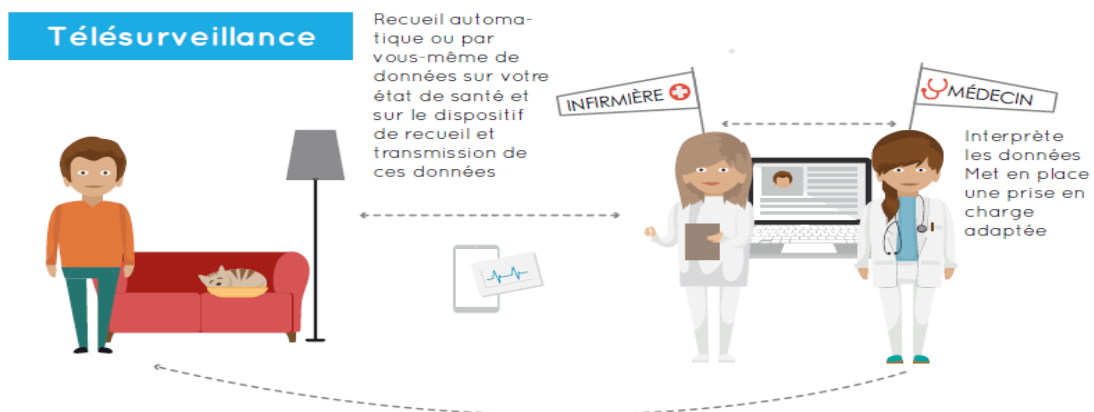 Télésurveillance
Recueil automa-
tique ou par
vous-même de
données sur votre
état de santé et
sur le dispositif
de recueil et
transmission de
ces données
INFIRMIÈRE
MÉDECIN
Interprète
les données
Met en place
une prise en
charge
adaptée